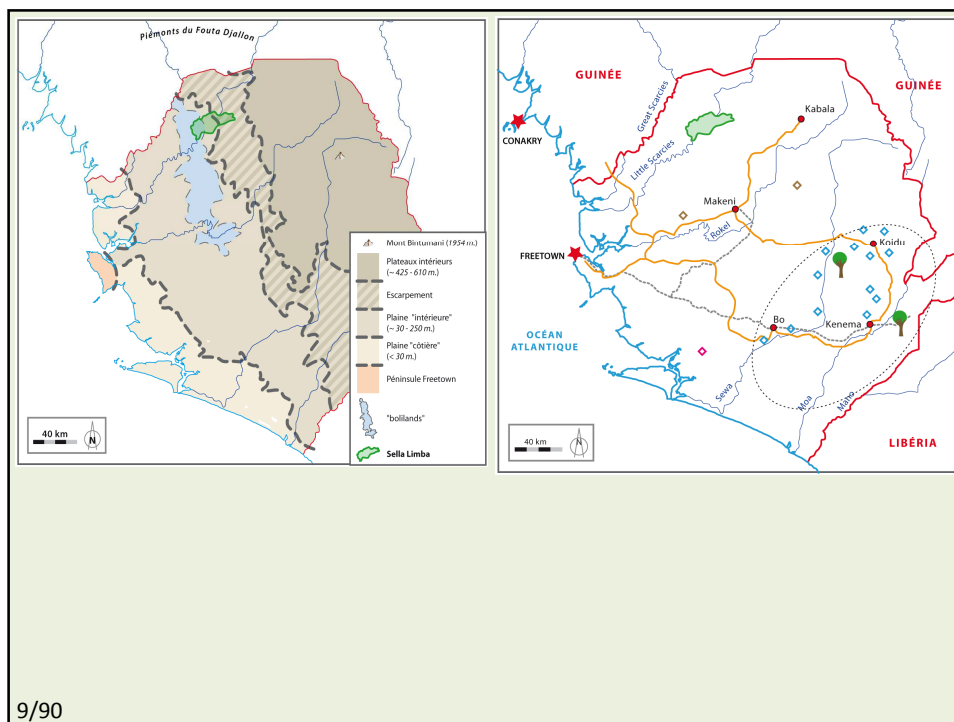 Piémonts du Fouta Djallon
Mont Bintumani (1954 m.)
Plateaux intérieurs
(~ 425 - 610 m.)
Escarpement
Plaine "intérieure"
(~ 30 - 250 m.)
Plaine "côtière"
(< 30 m.)
Péninsule Freetown
"bolilands"
Sella Limba
40 km
N
GUINÉE
GUINÉE
Great Scarcies
Kabala
CONAKRY
Little Scarcies
Makeni
Rokel
Koidu
FREETOWN
Bo
Kenema
OCÉAN
ATLANTIQUE
Sewa
Moa
Mano
LIBÉRIA
40 km
N
9/90